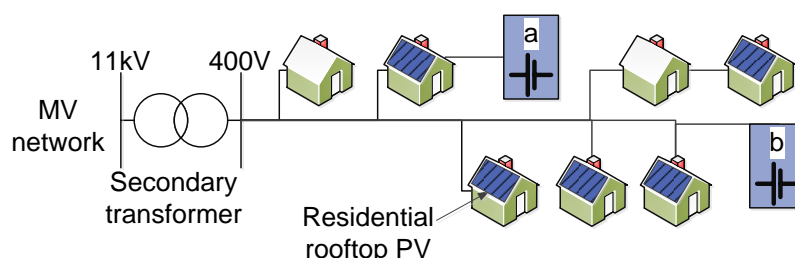 11kV
400V
a
MV
network
b
Secondary
transformer
Residential
rooftop PV